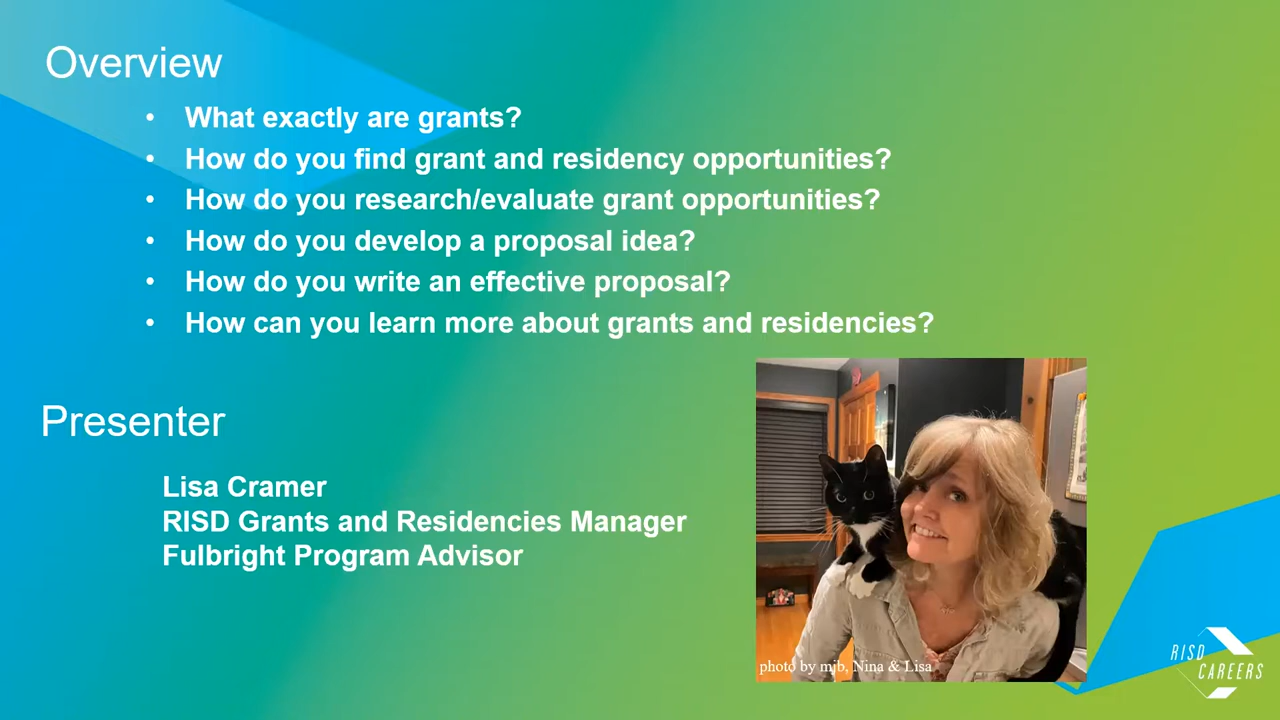 Overview
• What exactly are grants?
• How do you find grant and residency opportunities?
• How do you research/evaluate grant opportunities?
• How do you develop a proposal idea?
• How do you write an effective proposal?
• How can you learn more about grants and residencies?
Presenter
Lisa Cramer
RISD Grants and Residencies Manager
Fulbright Program Advisor
photo by mjb, Nina & Lisa
RISD
CAREERS